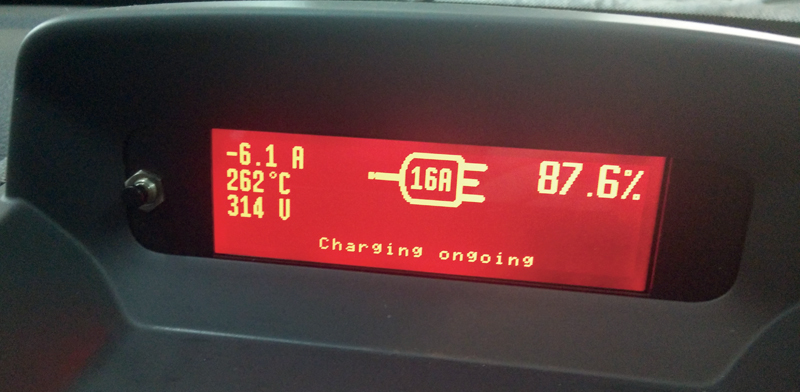 -6.1 A
262°C
314 V
16A
87.6%
Charging ongoing